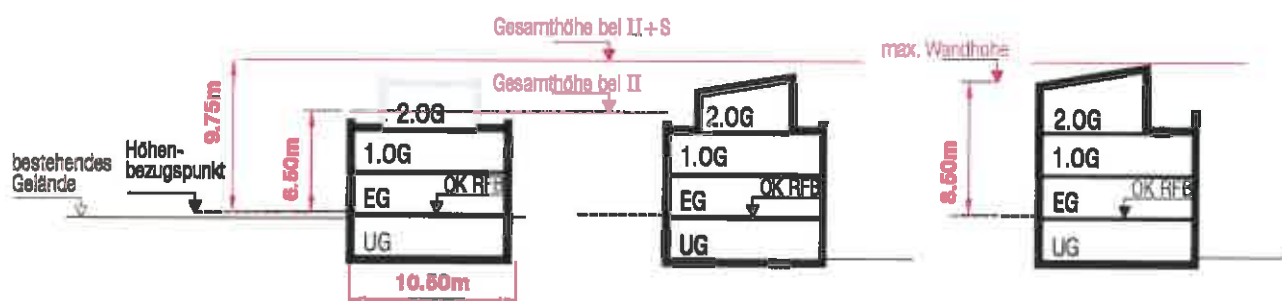 Gesamthöhe bei II+S
max. Wandhöhe
Gesamthöhe bei II
9.75m
6.50m
8.50m
2.OG
2.OG
2.OG
1.OG
1.OG
1.OG
bestehendes
Gelände
Höhen-
bezugspunkt
EG
OK RFB
EG
OK RFB
EG
OK RFB
UG
UG
UG
10.50m